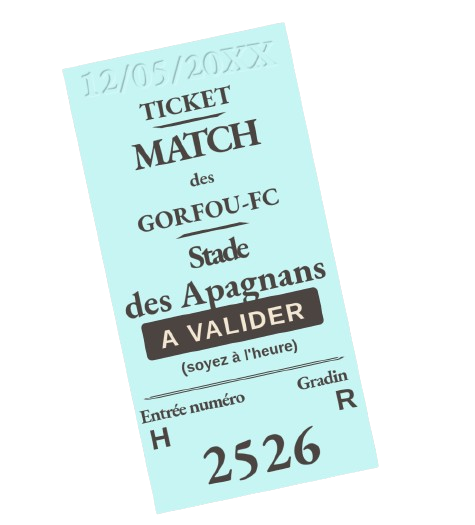 12/05/20XX
TICKET
MATCH
des
GORFOU-FC
Stade
des Apagnans
A VALIDER
(soyez à l'heure)
Entrée numéro Gradin
H R
2526